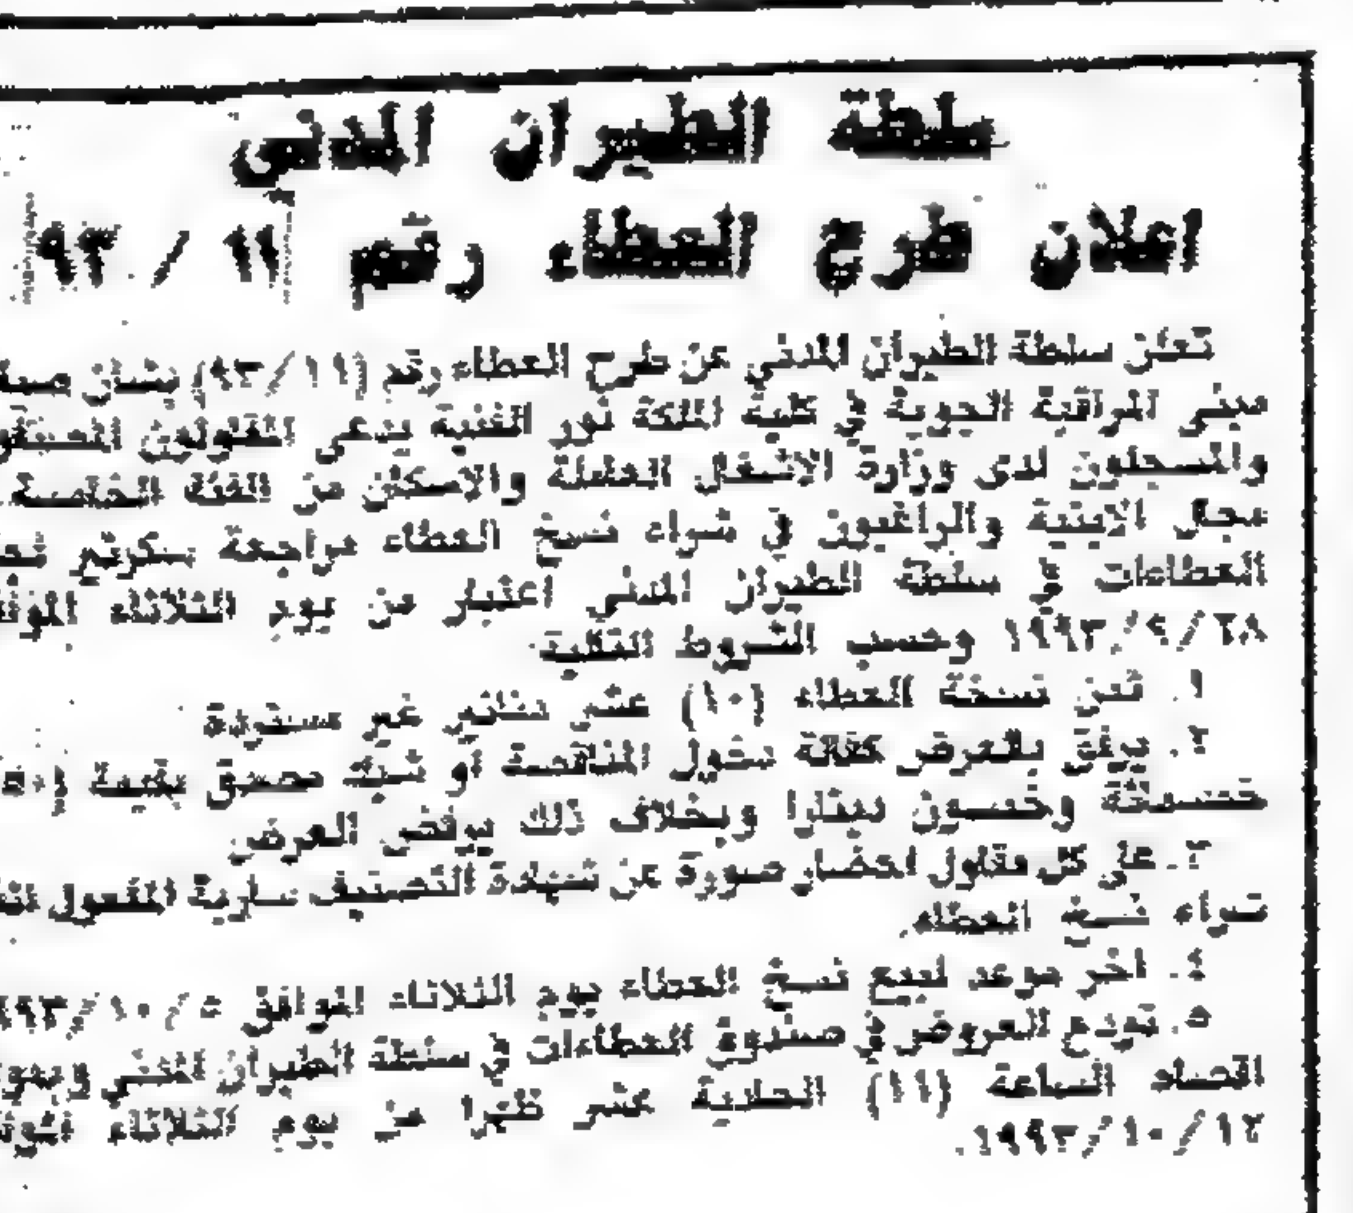 سلطة الطيران المدني
اعلان طرح العطاء رقم ١١ / ٩٣
تعلن سلطة الطيران المدني عن طرح العطاء رقم (٩٣/١١) بشأن
مبنى المراقبة الجوية في كلية الملكة نور الفنية يدعى المقاولون
والمسجلون لدى وزارة الاشغال العامة والاسكان من الفئة الخامسة
مجال الابنية والراغبون في شراء نسخ العطاء مراجعة سكرتير
العطاءات في سلطة الطيران المدني اعتبار من يوم الثلاثاء
١٩٩٣/٩/٢٨ وحسب الشروط التالية
١. ثمن نسخة العطاء (١٠) عشر دنانير غير مستردة
٢. يرفق بالعرض كفالة دخول المناقصة أو شيك مصدق بقيمة
خمسمائة وخمسون دينارا وبخلاف ذلك يرفض العرض
٣. على كل مقاول احضار صورة عن شهادة التصنيف سارية المفعول
شراء نسخ العطاء
٤. اخر موعد لبيع نسخ العطاء يوم الثلاثاء الموافق ١٠/٥/
٥. تودع العروض في صندوق العطاءات في سلطة الطيران المدني
اقصاه الساعة (١١) الحادية عشر ظهرا من يوم الثلاثاء
١٩٩٣/١٠/١٢.